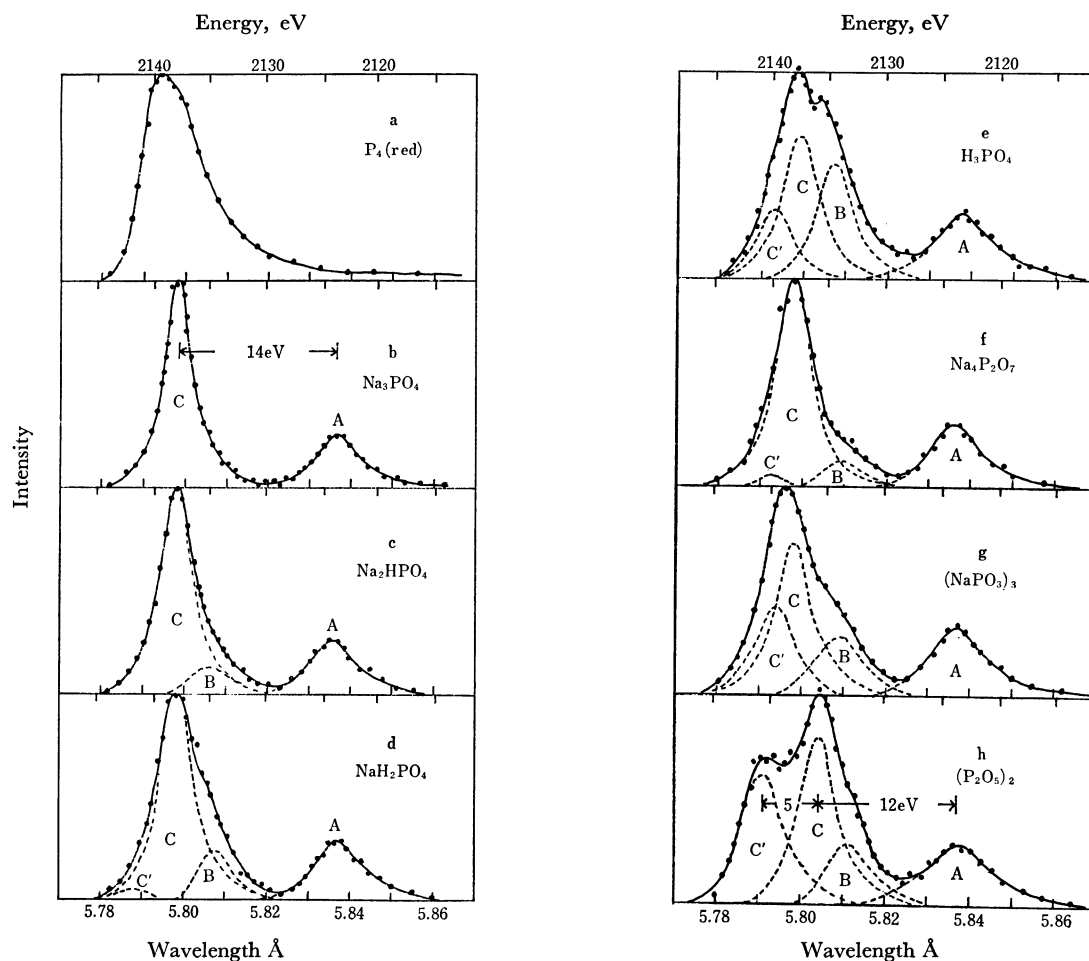 Energy, eV
2140 2130 2120
a
P₄(red)
b
Na₃PO₄
14eV
C
A
c
Na₂HPO₄
C
B
A
d
NaH₂PO₄
C
C′
B
A
5.78 5.80 5.82 5.84 5.86
Wavelength Å
Intensity
Energy, eV
2140 2130 2120
e
H₃PO₄
C
B
C′
A
f
Na₄P₂O₇
C
C′
B
A
g
(NaPO₃)₃
C
C′
B
A
h
(P₂O₅)₂
5
12eV
C
C′
B
A
5.78 5.80 5.82 5.84 5.86
Wavelength Å